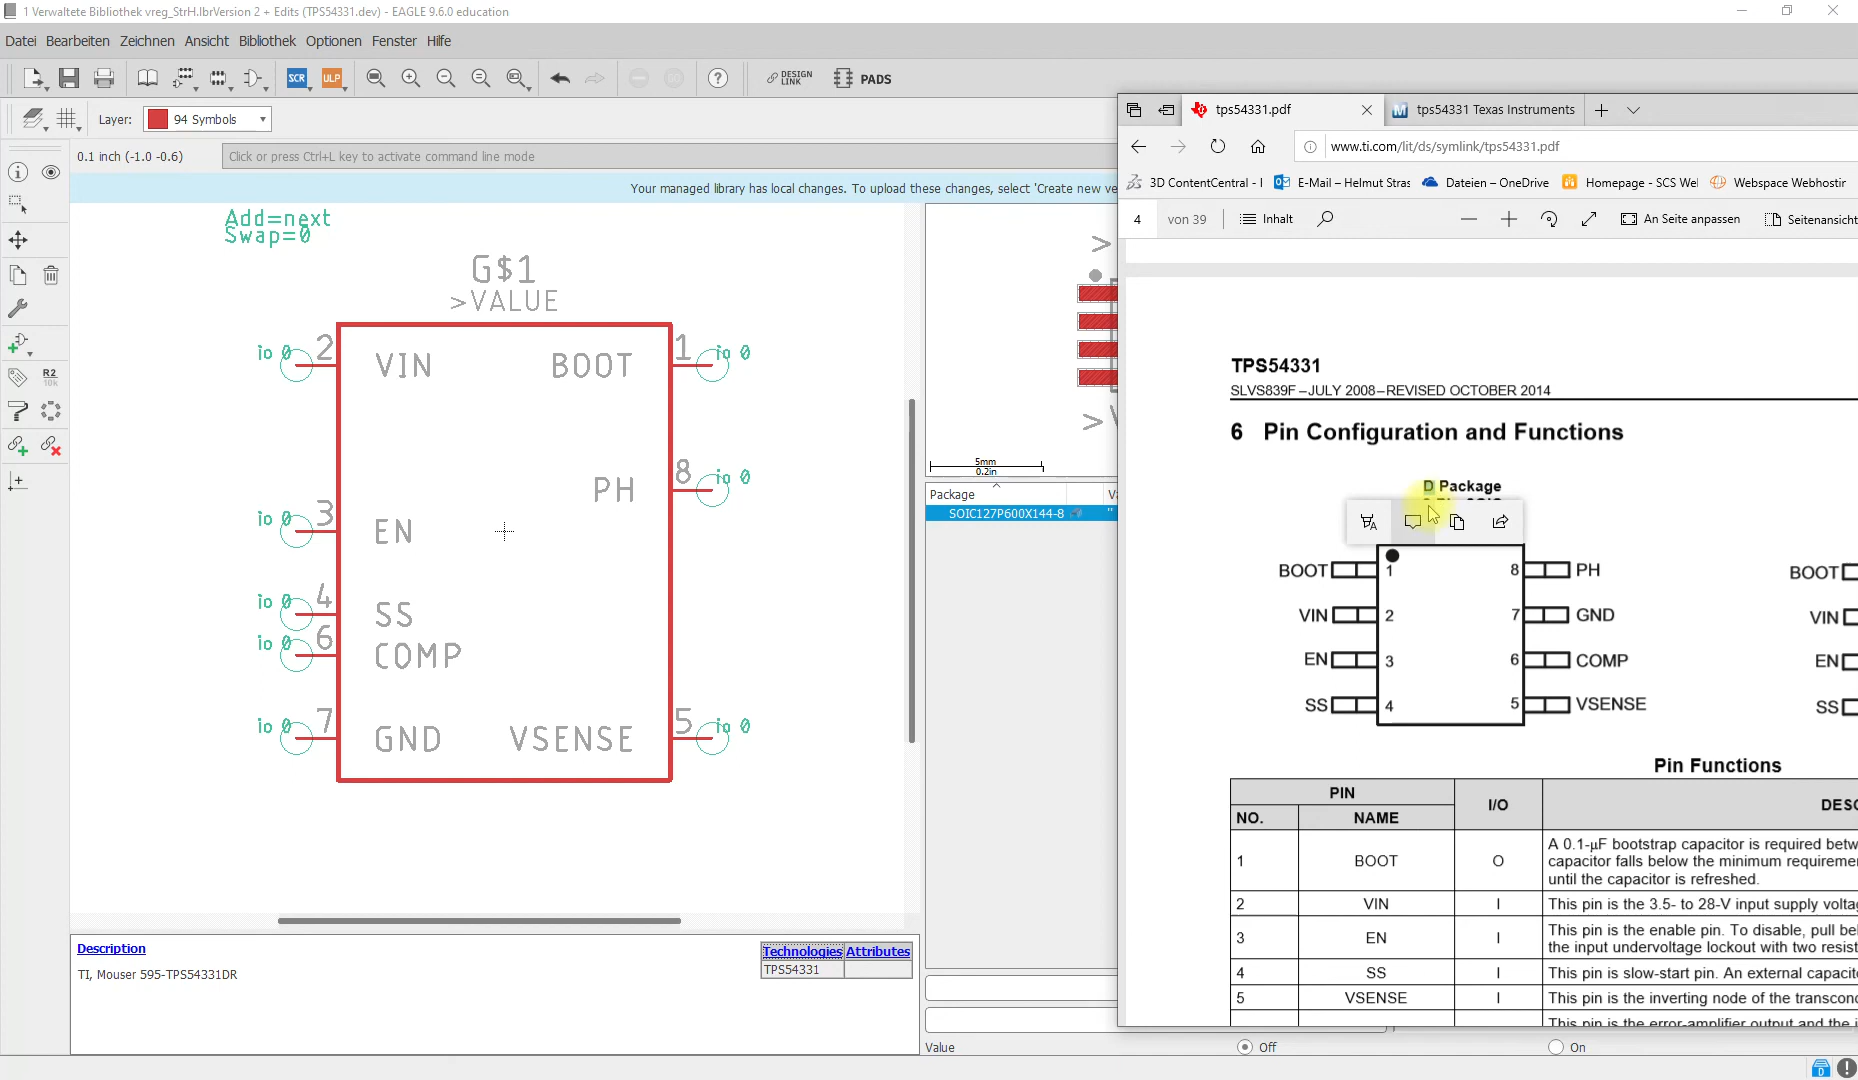 1 Verwaltete Bibliothek vreg_StrH.lbrVersion 2 + Edits (TPS54331.dev) - EAGLE 9.6.0 education
Datei Bearbeiten Zeichnen Ansicht Bibliothek Optionen Fenster Hilfe
SCR ULP DESIGN LINK PADS
Layer: 94 Symbols
0.1 inch (-1.0 -0.6) Click or press Ctrl+L key to activate command line mode
Your managed library has local changes. To upload these changes, select 'Create new ve
R2
10k
Add=next
Swap=0
G$1
>VALUE
io 0 2 VIN BOOT 1 io 0
PH 8 io 0
io 0 3 EN
io 0 4 SS
io 0 6 COMP
io 0 7 GND VSENSE 5 io 0
>
>V
5mm
0.2in
Package
SOIC127P600X144-8 "
Description
TI, Mouser 595-TPS54331DR
Technologies Attributes
TPS54331
Value Off On
tps54331.pdf tps54331 Texas Instruments
www.ti.com/lit/ds/symlink/tps54331.pdf
3D ContentCentral - I E-Mail – Helmut Stras Dateien – OneDrive Homepage - SCS Wel Webspace Webhostir
4 von 39 Inhalt An Seite anpassen Seitenansicht
TPS54331
SLVS839F – JULY 2008 – REVISED OCTOBER 2014
6 Pin Configuration and Functions
D Package
BOOT 1 8 PH BOOT
VIN 2 7 GND VIN
EN 3 6 COMP EN
SS 4 5 VSENSE SS
Pin Functions
PIN I/O DESC
NO. NAME
1 BOOT O A 0.1-μF bootstrap capacitor is required betw
capacitor falls below the minimum requireme
until the capacitor is refreshed.
2 VIN I This pin is the 3.5- to 28-V input supply volta
3 EN I This pin is the enable pin. To disable, pull be
the input undervoltage lockout with two resist
4 SS I This pin is slow-start pin. An external capacit
5 VSENSE I This pin is the inverting node of the transcon
This pin is the error-amplifier output and the i